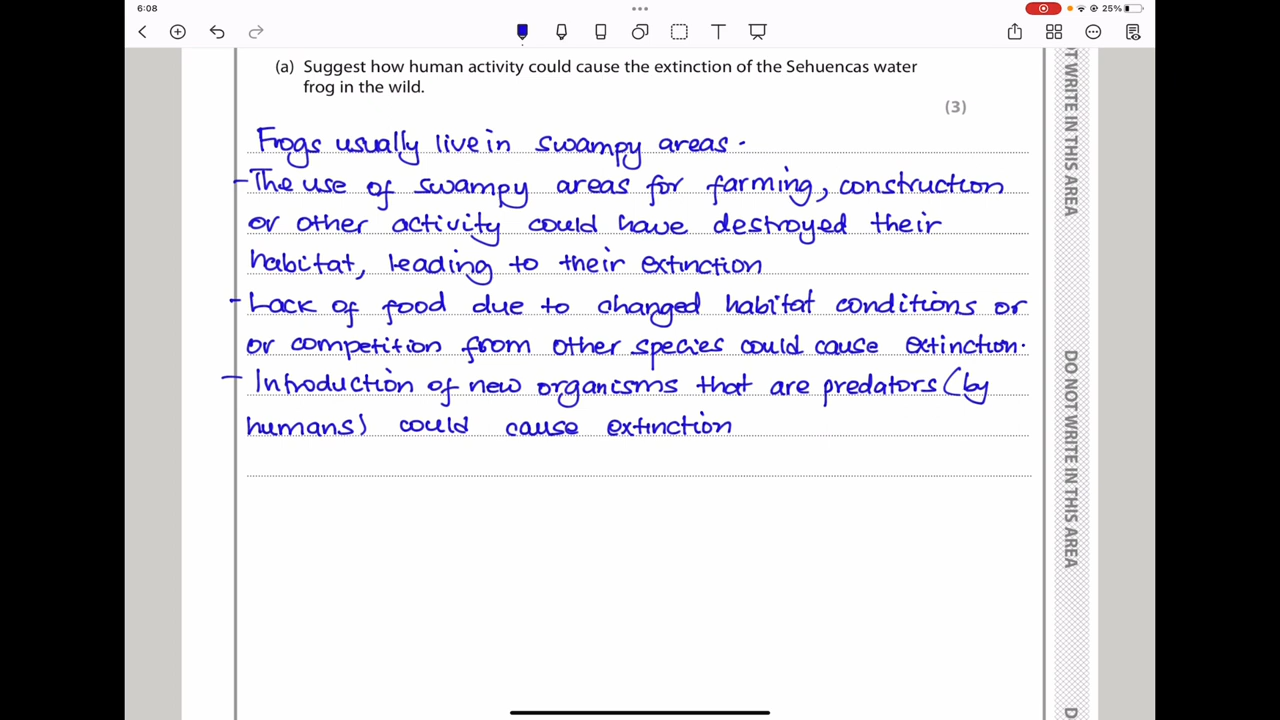 6:08
25%
(a) Suggest how human activity could cause the extinction of the Sehuencas water
frog in the wild.
(3)
Frogs usually live in swampy areas.
- The use of swampy areas for farming, construction
or other activity could have destroyed their
habitat, leading to their extinction
- Lack of food due to changed habitat conditions or
or competition from other species could cause extinction.
- Introduction of new organisms that are predators (by
humans) could cause extinction
OT WRITE IN THIS AREA
DO NOT WRITE IN THIS AREA
D